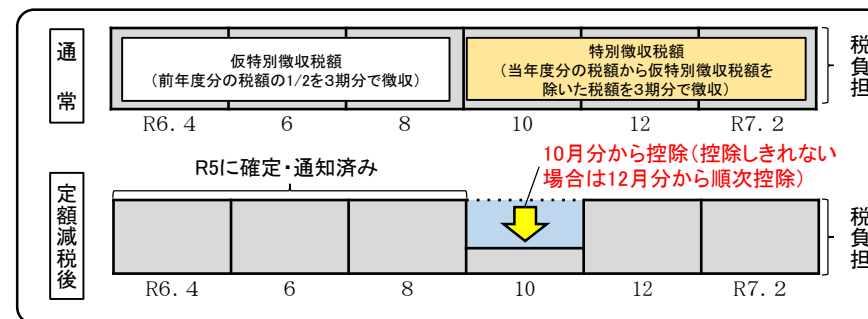 通常
仮特別徴収税額
（前年度分の税額の1/2を3期分で徴収）
特別徴収税額
（当年度分の税額から仮特別徴収税額を
除いた税額を3期分で徴収）
税負担
R6.4 6 8 10 12 R7.2
R5に確定・通知済み
10月分から控除（控除しきれない
場合は12月分から順次控除）
定額減税後
税負担
R6.4 6 8 10 12 R7.2